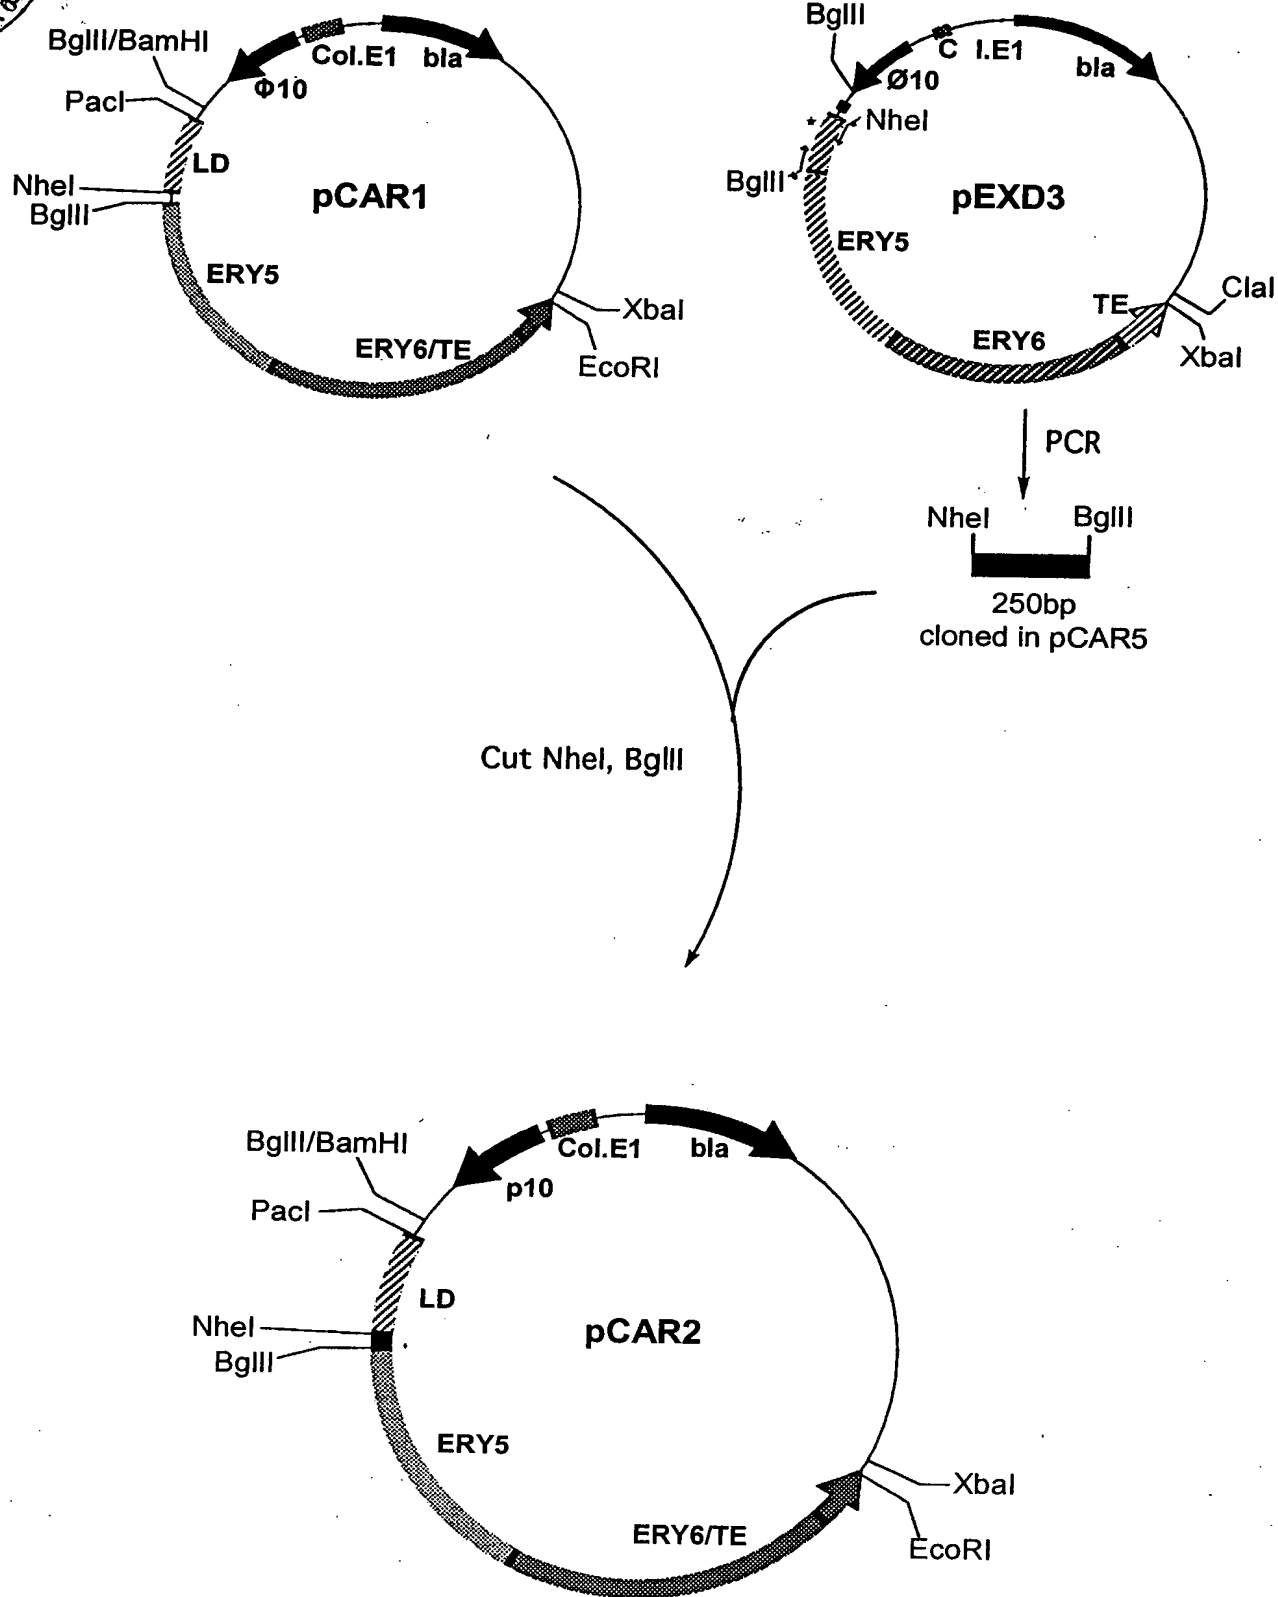 BglII/BamHI
PacI
Φ10
Col.E1
bla
LD
NheI
BglII
pCAR1
ERY5
ERY6/TE
XbaI
EcoRI
BglII
Ø10
C I.E1
bla
*
NheI
BglII
pEXD3
ERY5
ERY6
TE
ClaI
XbaI
PCR
NheI BglII
250bp
cloned in pCAR5
Cut NheI, BglII
BglII/BamHI
PacI
p10
Col.E1
bla
LD
NheI
BglII
pCAR2
ERY5
ERY6/TE
XbaI
EcoRI